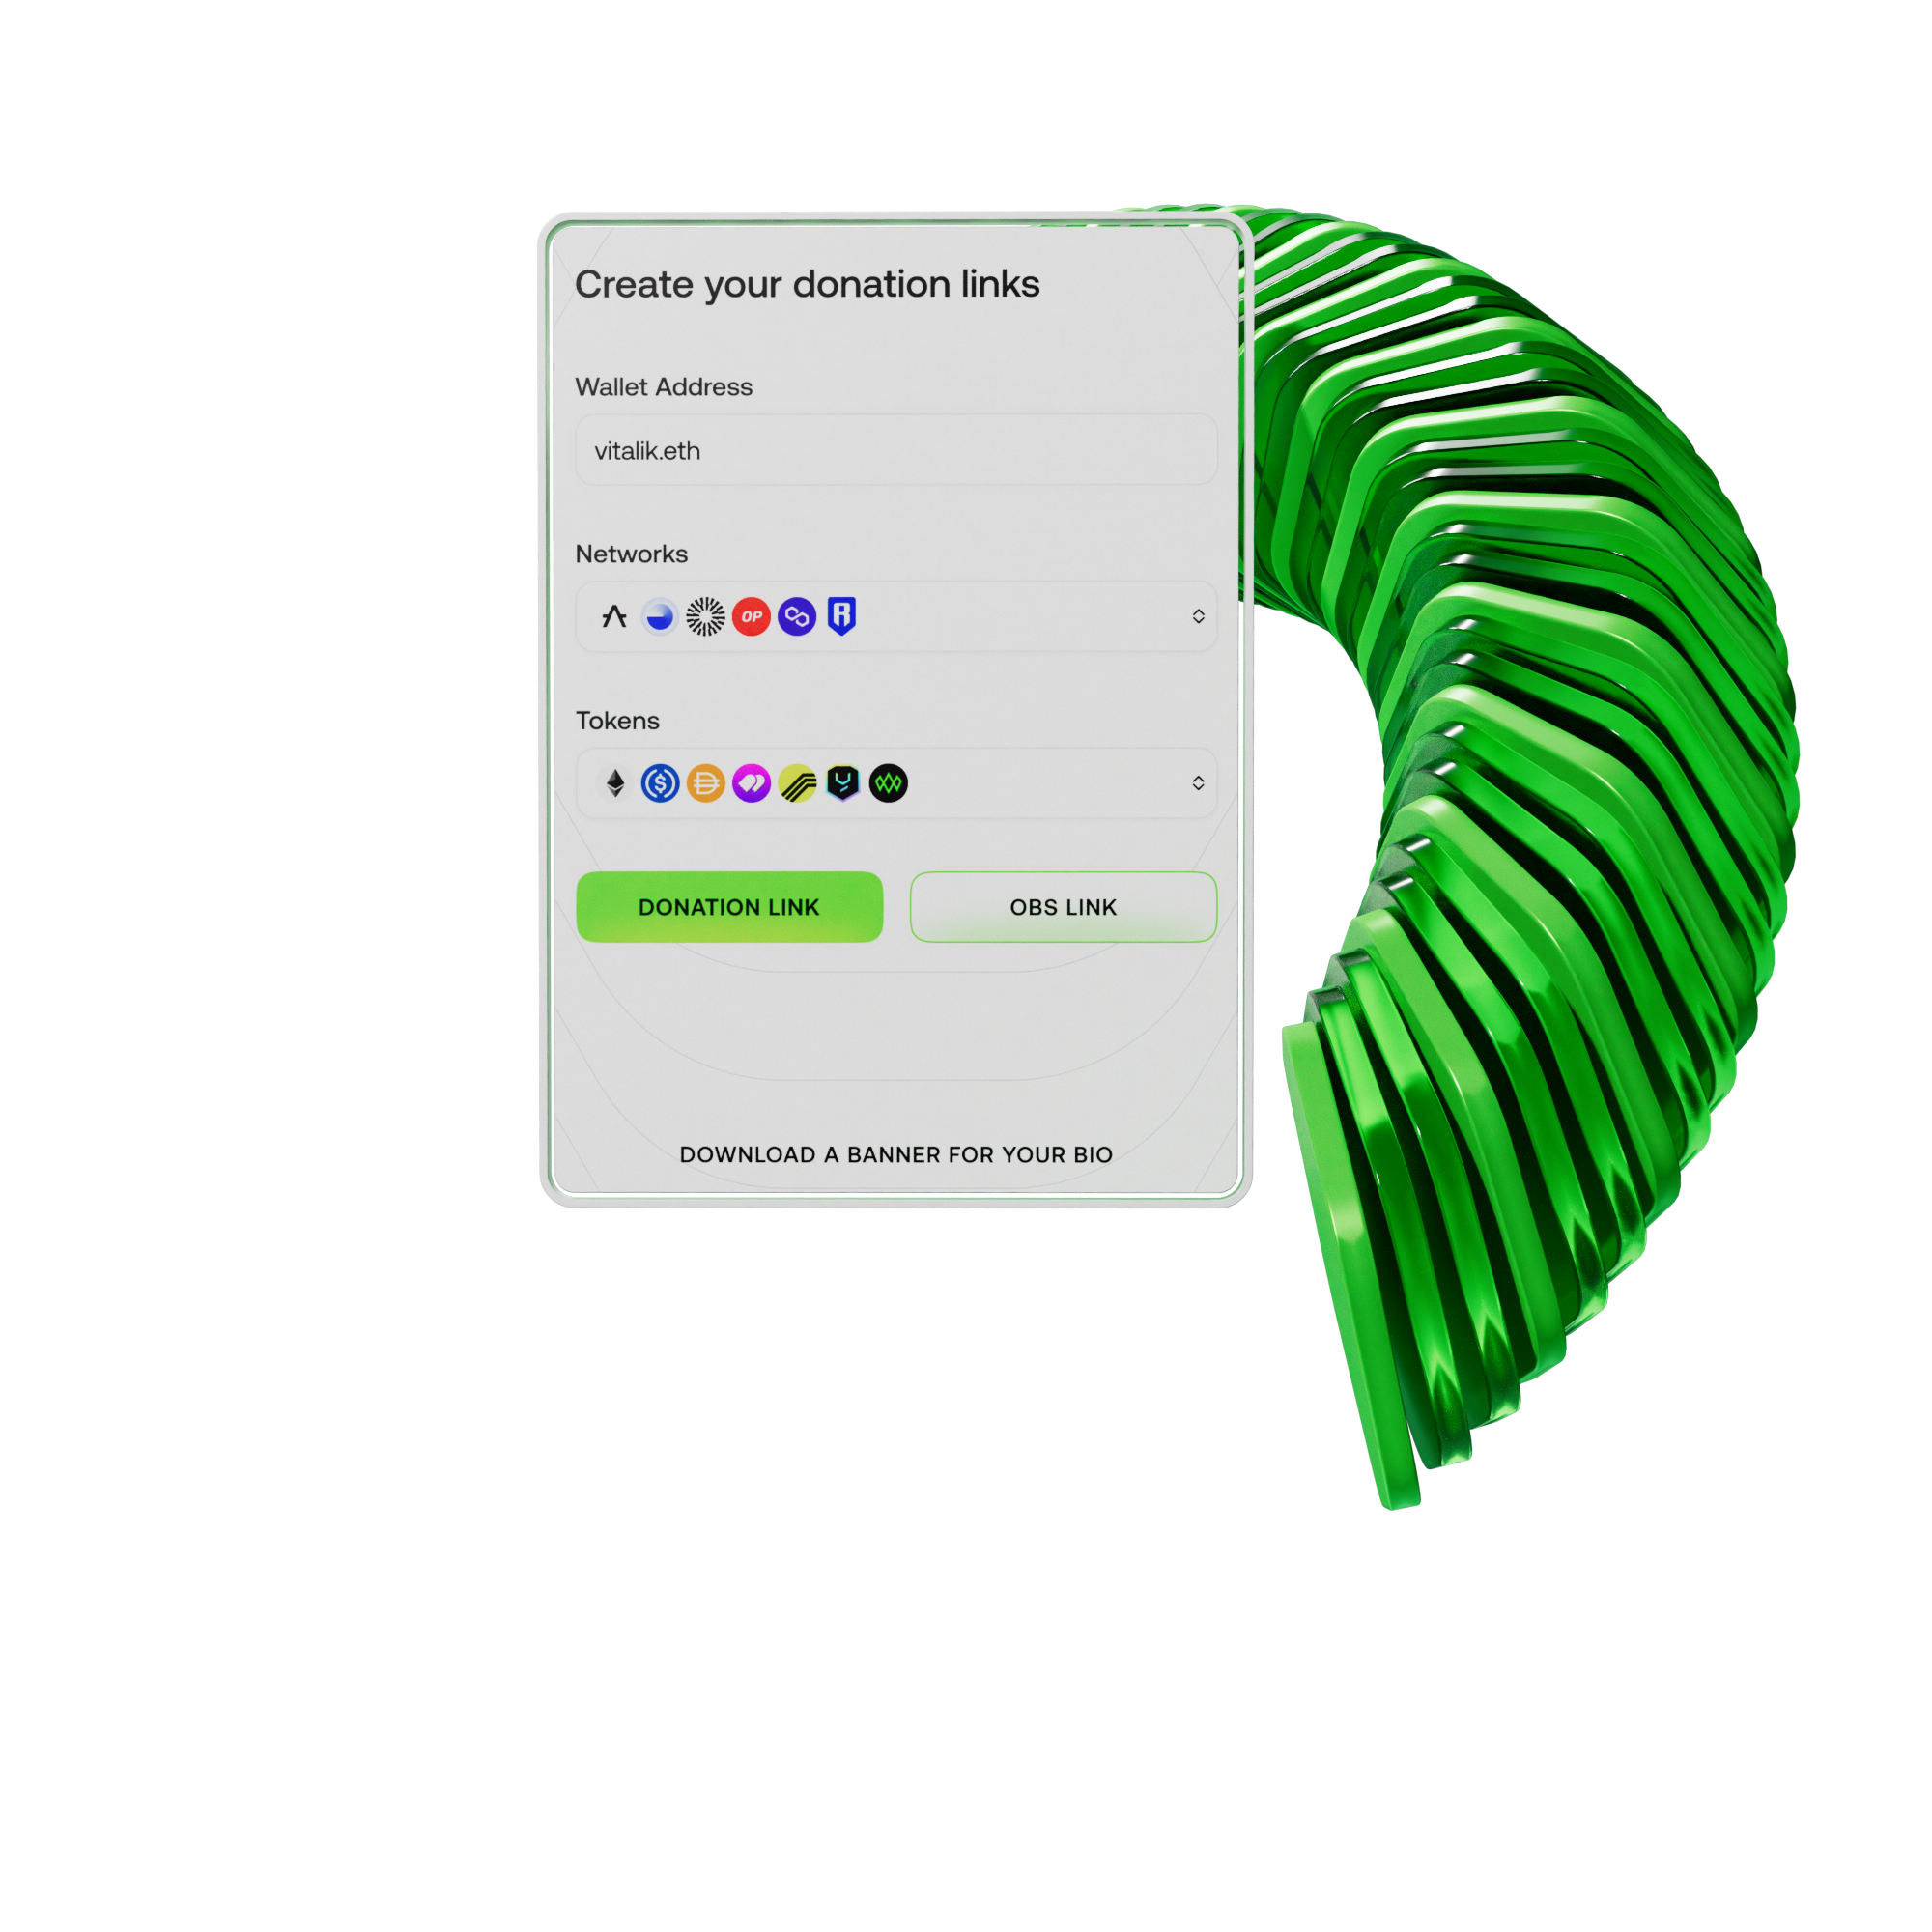 Create your donation links
Wallet Address
vitalik.eth
Networks
OP
Tokens
DONATION LINK
OBS LINK
DOWNLOAD A BANNER FOR YOUR BIO